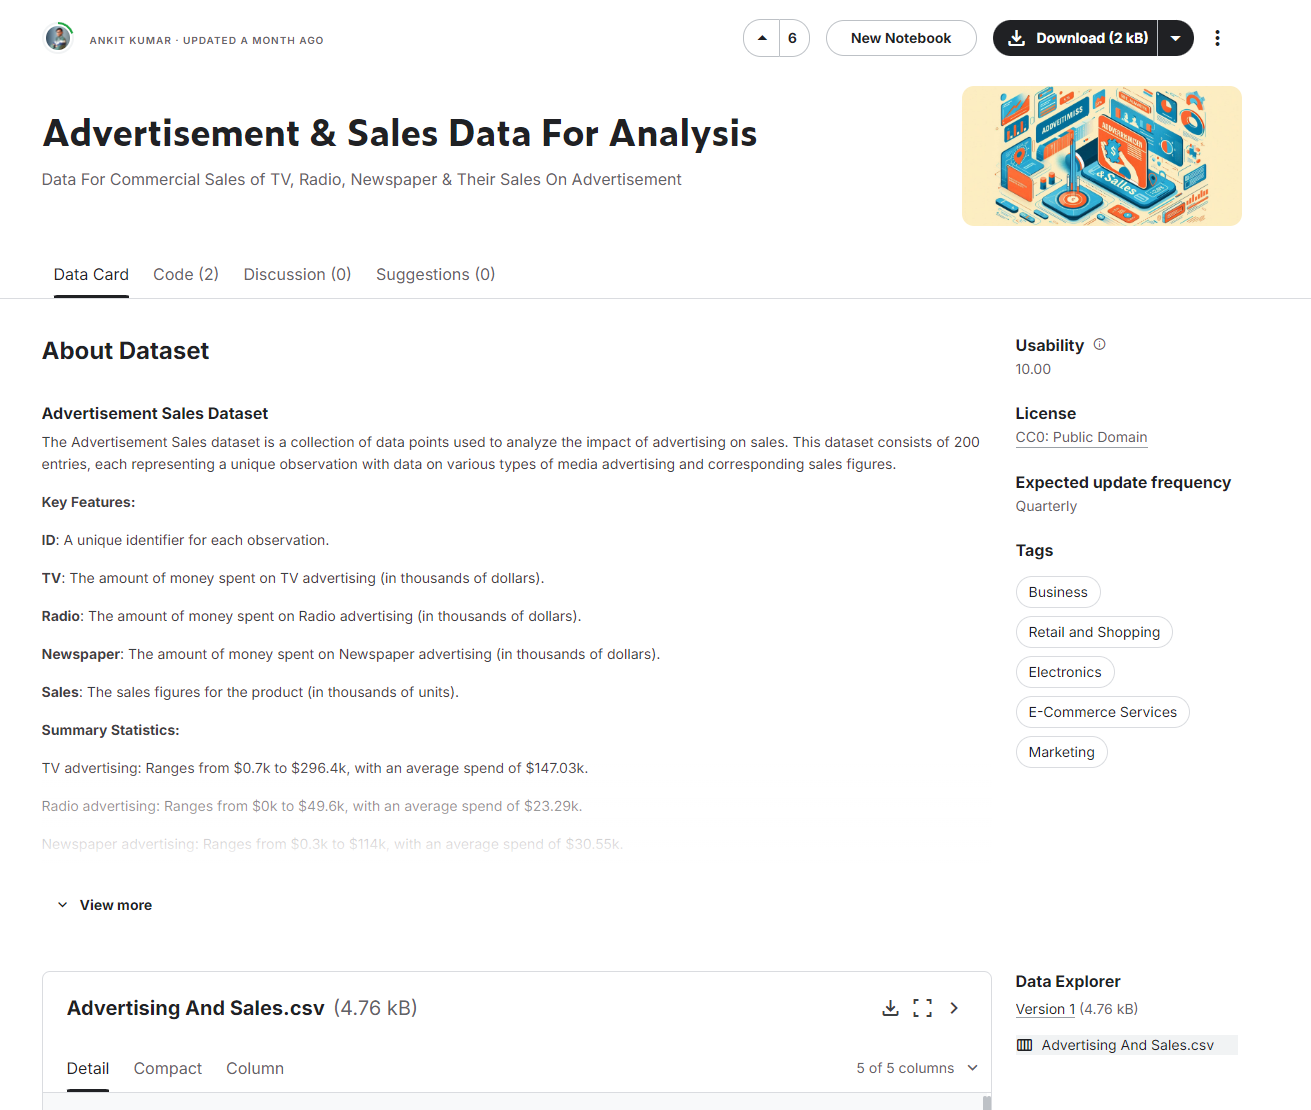 ANKIT KUMAR · UPDATED A MONTH AGO
6
New Notebook
Download (2 kB)
Advertisement & Sales Data For Analysis
Data For Commercial Sales of TV, Radio, Newspaper & Their Sales On Advertisement
ADVEITIMISS
& Salles
Data Card
Code (2)
Discussion (0)
Suggestions (0)
About Dataset
Advertisement Sales Dataset
The Advertisement Sales dataset is a collection of data points used to analyze the impact of advertising on sales. This dataset consists of 200
entries, each representing a unique observation with data on various types of media advertising and corresponding sales figures.
Key Features:
ID: A unique identifier for each observation.
TV: The amount of money spent on TV advertising (in thousands of dollars).
Radio: The amount of money spent on Radio advertising (in thousands of dollars).
Newspaper: The amount of money spent on Newspaper advertising (in thousands of dollars).
Sales: The sales figures for the product (in thousands of units).
Summary Statistics:
TV advertising: Ranges from $0.7k to $296.4k, with an average spend of $147.03k.
Radio advertising: Ranges from $0k to $49.6k, with an average spend of $23.29k.
Newspaper advertising: Ranges from $0.3k to $114k, with an average spend of $30.55k.
View more
Usability
10.00
License
CC0: Public Domain
Expected update frequency
Quarterly
Tags
Business
Retail and Shopping
Electronics
E-Commerce Services
Marketing
Advertising And Sales.csv (4.76 kB)
Detail
Compact
Column
5 of 5 columns
Data Explorer
Version 1 (4.76 kB)
Advertising And Sales.csv